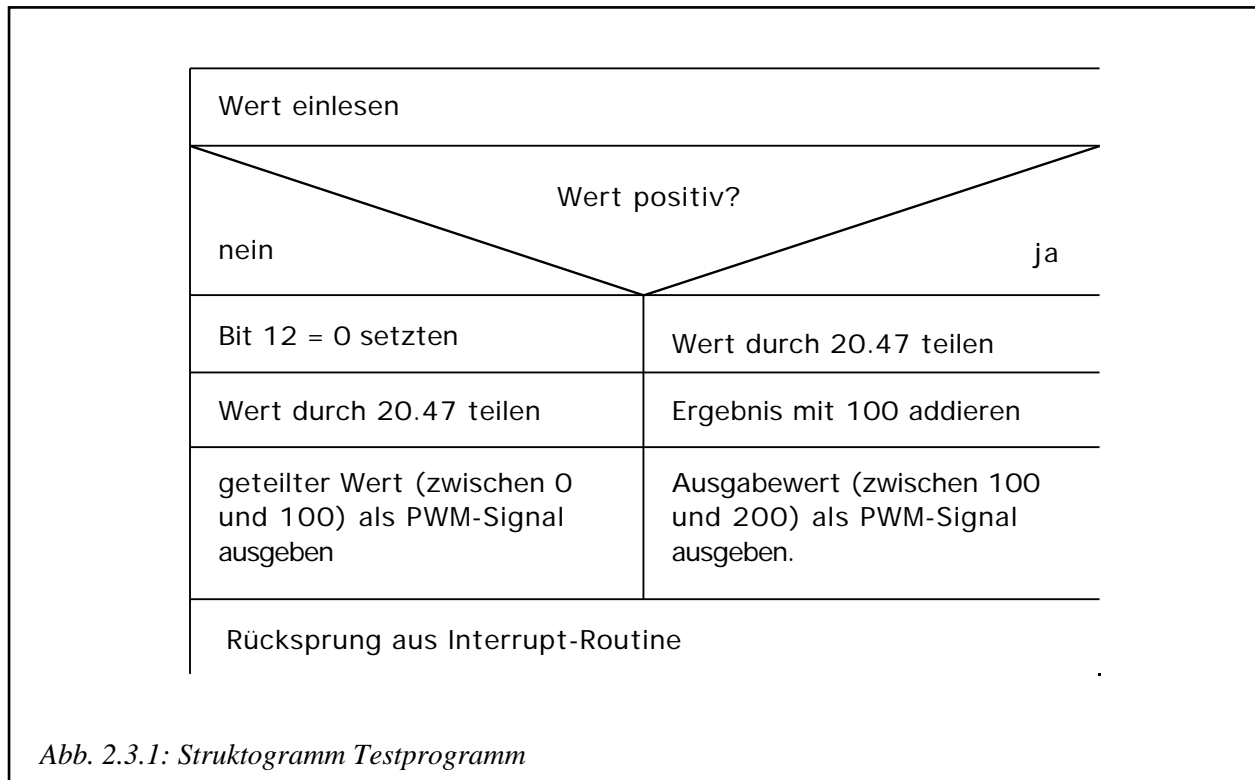 Wert einlesen
Wert positiv?
nein
ja
Bit 12 = 0 setzten
Wert durch 20.47 teilen
Wert durch 20.47 teilen
Ergebnis mit 100 addieren
geteilter Wert (zwischen 0
und 100) als PWM-Signal
ausgeben
Ausgabewert (zwischen 100
und 200) als PWM-Signal
ausgeben.
Rücksprung aus Interrupt-Routine
Abb. 2.3.1: Struktogramm Testprogramm